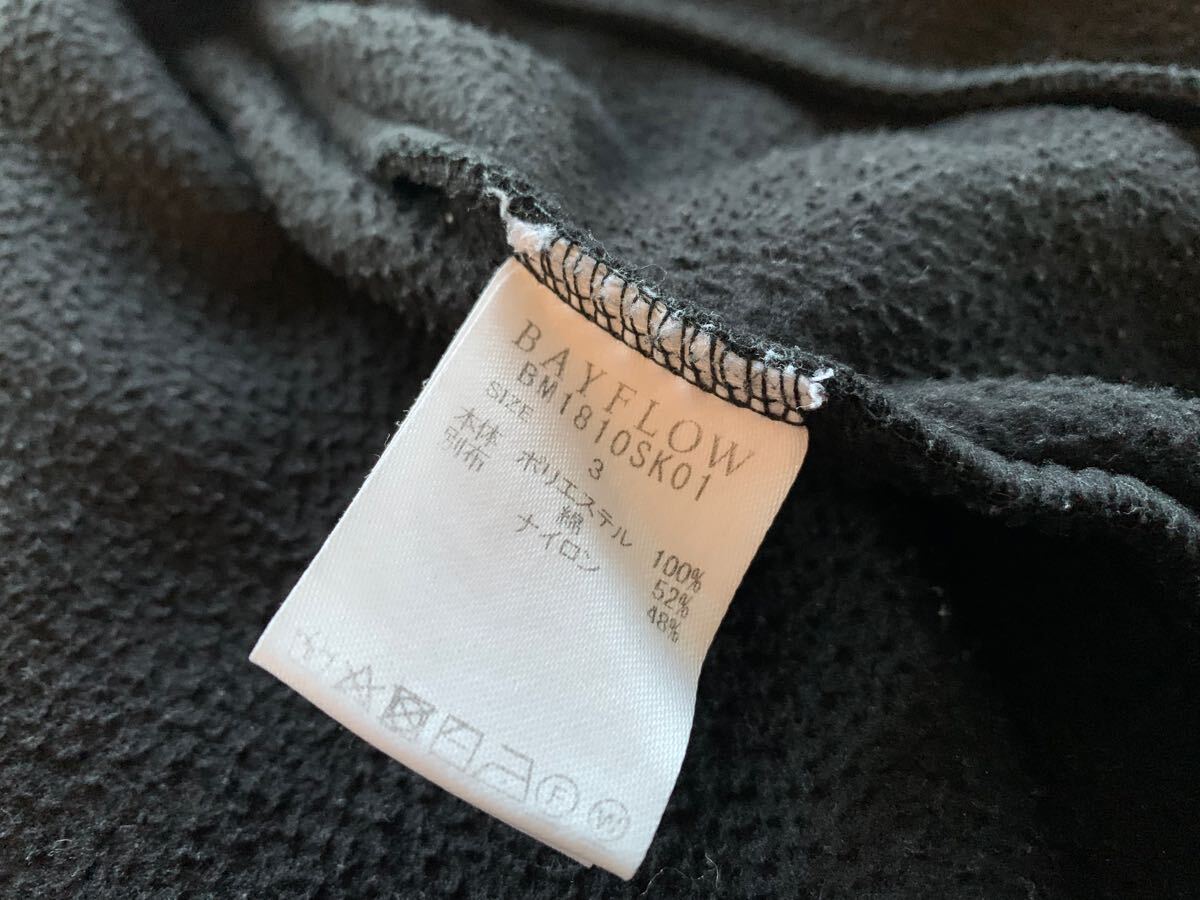 BAYFLOW
BM1810SK01
SIZE 3
本体 ポリエステル 100%
別布 綿 52%
ナイロン 48%
F W